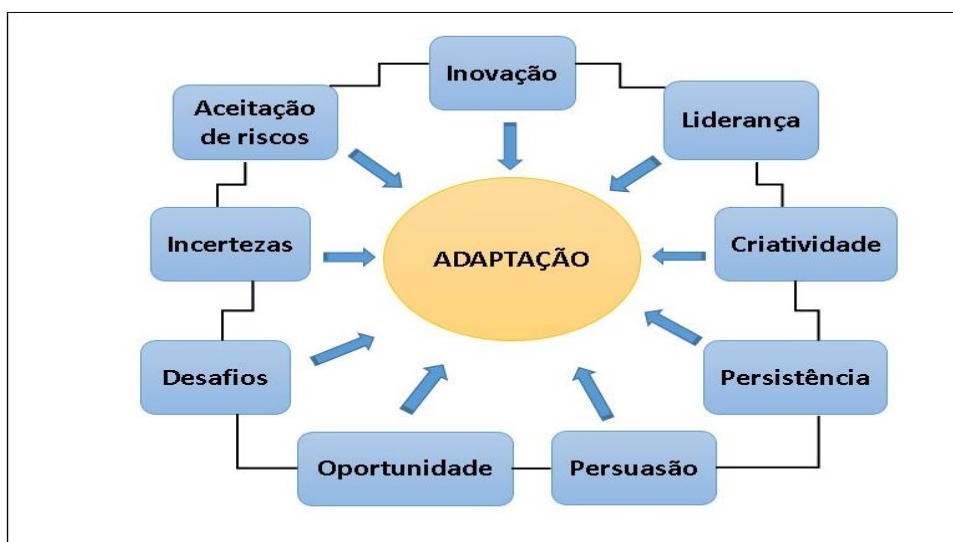 Inovação
Aceitação
de riscos
Liderança
Incertezas
ADAPTAÇÃO
Criatividade
Desafios
Persistência
Oportunidade
Persuasão